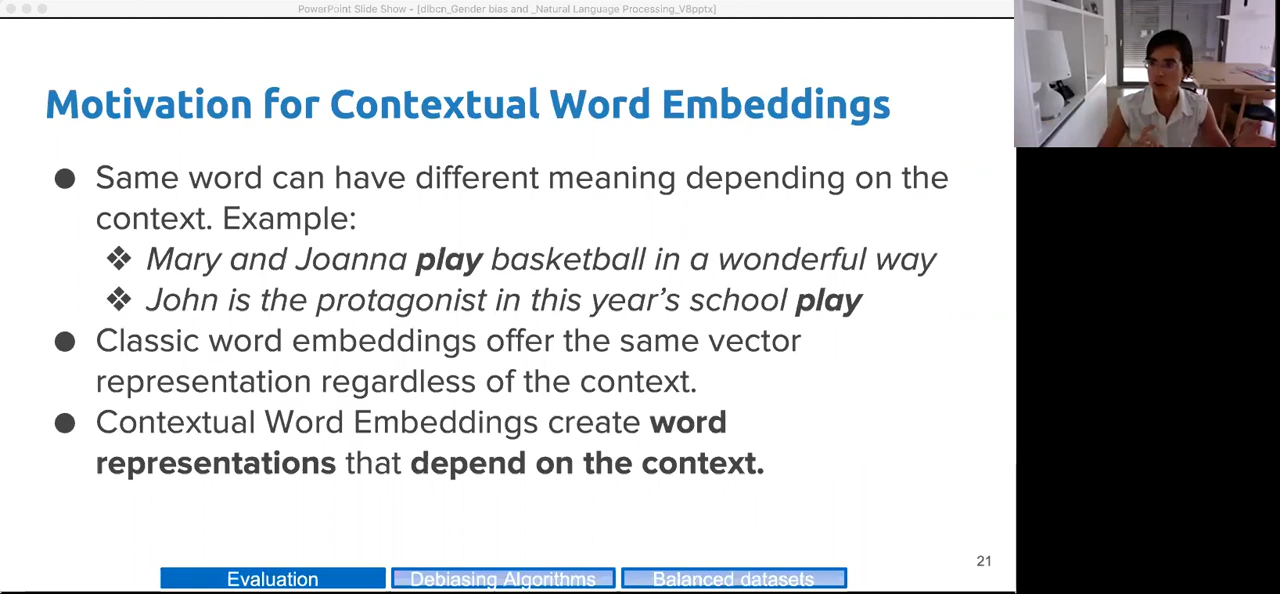 PowerPoint Slide Show - [dlbcn_Gender bias and _Natural Language Processing_V8pptx]
Motivation for Contextual Word Embeddings
● Same word can have different meaning depending on the
context. Example:
❖ Mary and Joanna play basketball in a wonderful way
❖ John is the protagonist in this year's school play
● Classic word embeddings offer the same vector
representation regardless of the context.
● Contextual Word Embeddings create word
representations that depend on the context.
21
Evaluation Debiasing Algorithms Balanced datasets